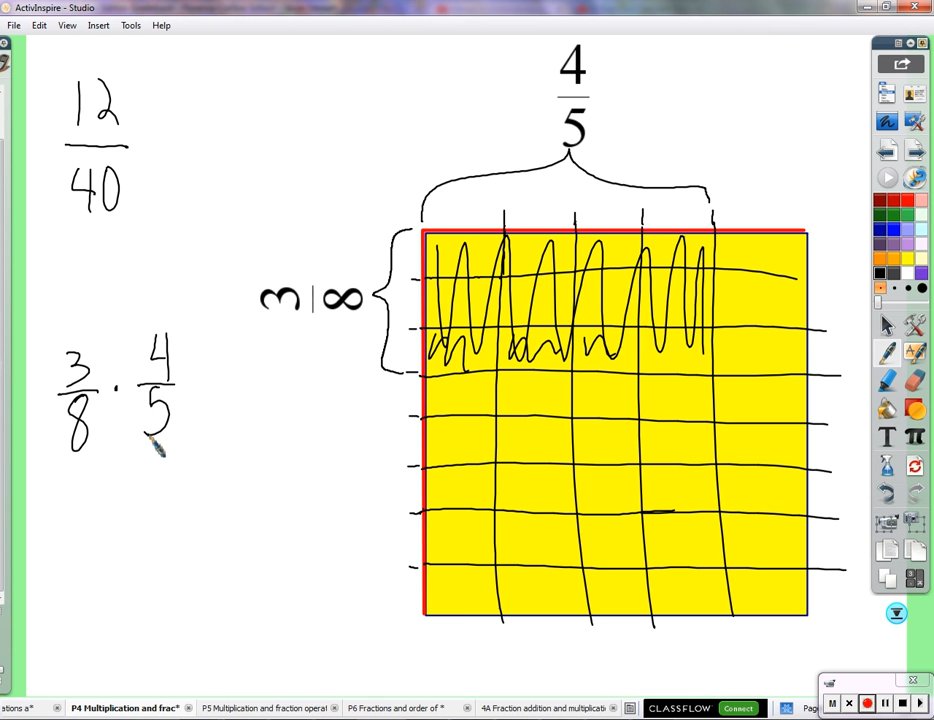 ActivInspire - Studio
File Edit View Insert Tools Help
4
5
12
40
3
8
3 · 4
8 5
T π
ations a* P4 Multiplication and frac* P5 Multiplication and fraction operat P6 Fractions and order of * 4A Fraction addition and multiplicati CLASSFLOW Connect Pag
M